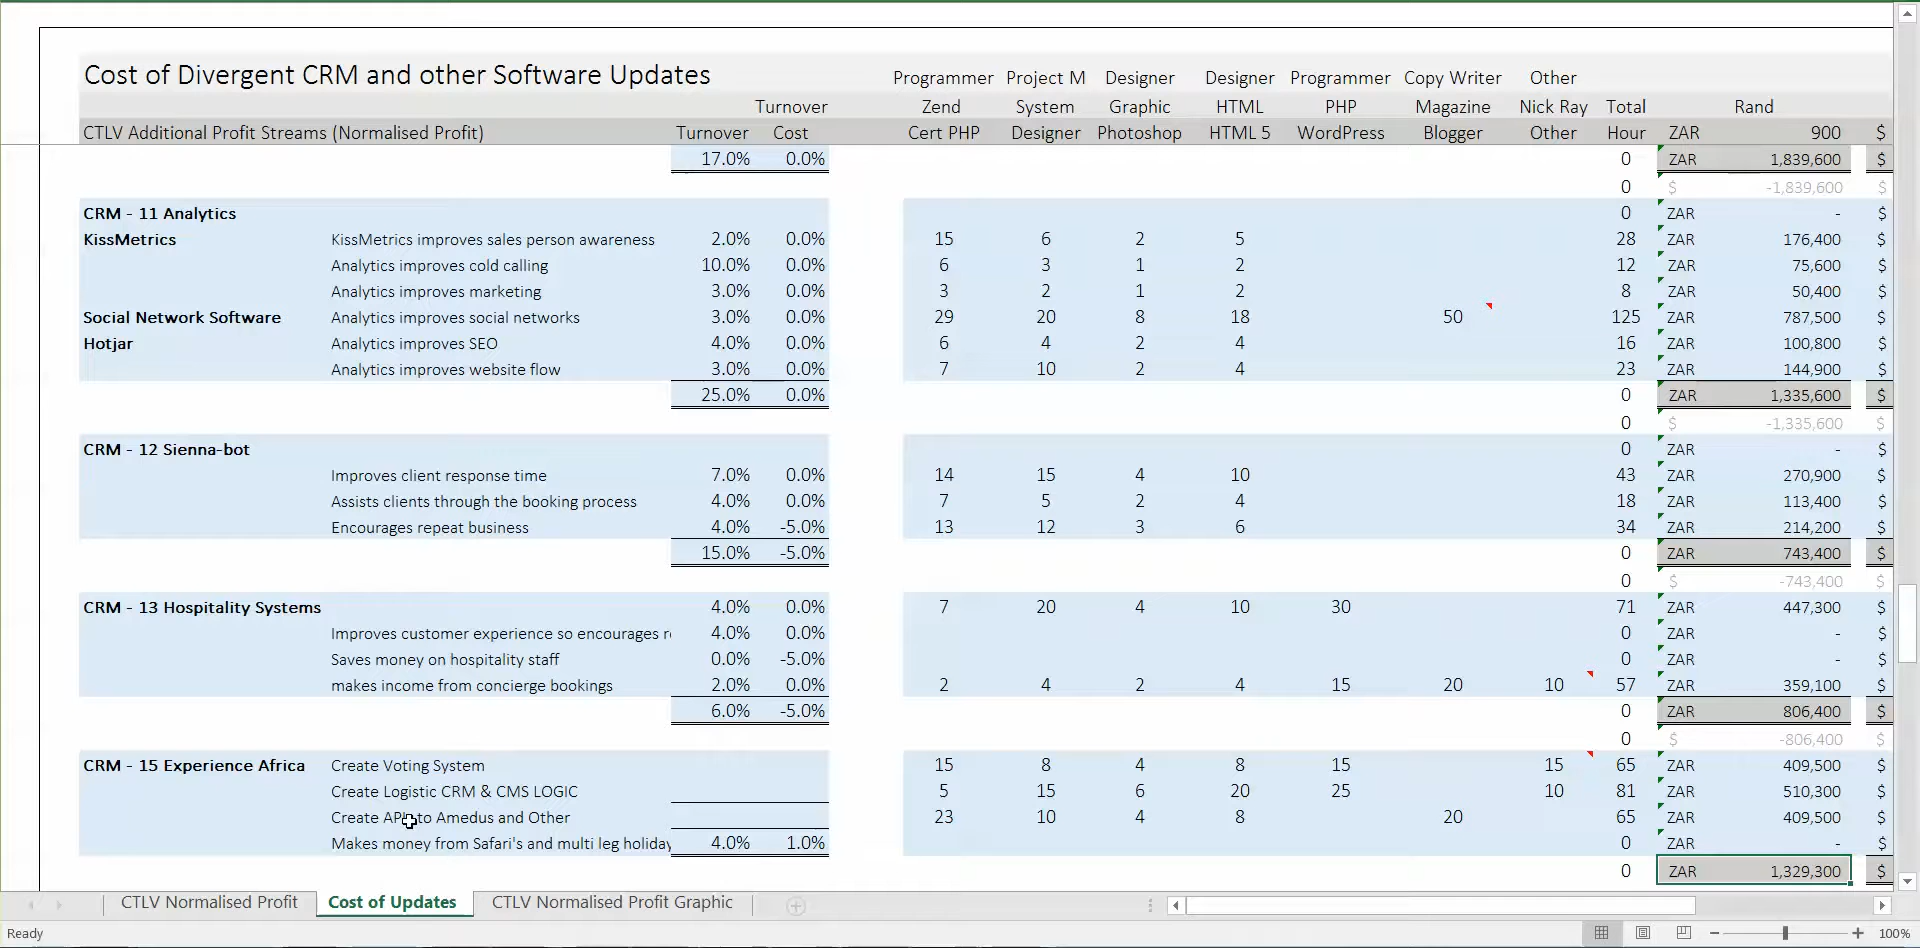 Cost of Divergent CRM and other Software Updates Programmer Project M Designer Designer Programmer Copy Writer Other
Turnover Zend System Graphic HTML PHP Magazine Nick Ray Total Rand
CTLV Additional Profit Streams (Normalised Profit) Turnover Cost Cert PHP Designer Photoshop HTML 5 WordPress Blogger Other Hour ZAR 900 $
17.0% 0.0% 0 ZAR 1,839,600 $
0 $ -1,839,600 $
CRM - 11 Analytics 0 ZAR - $
KissMetrics KissMetrics improves sales person awareness 2.0% 0.0% 15 6 2 5 28 ZAR 176,400 $
Analytics improves cold calling 10.0% 0.0% 6 3 1 2 12 ZAR 75,600 $
Analytics improves marketing 3.0% 0.0% 3 2 1 2 8 ZAR 50,400 $
Social Network Software Analytics improves social networks 3.0% 0.0% 29 20 8 18 50 125 ZAR 787,500 $
Hotjar Analytics improves SEO 4.0% 0.0% 6 4 2 4 16 ZAR 100,800 $
Analytics improves website flow 3.0% 0.0% 7 10 2 4 23 ZAR 144,900 $
25.0% 0.0% 0 ZAR 1,335,600 $
0 $ -1,335,600 $
CRM - 12 Sienna-bot 0 ZAR - $
Improves client response time 7.0% 0.0% 14 15 4 10 43 ZAR 270,900 $
Assists clients through the booking process 4.0% 0.0% 7 5 2 4 18 ZAR 113,400 $
Encourages repeat business 4.0% -5.0% 13 12 3 6 34 ZAR 214,200 $
15.0% -5.0% 0 ZAR 743,400 $
0 $ -743,400 $
CRM - 13 Hospitality Systems 4.0% 0.0% 7 20 4 10 30 71 ZAR 447,300 $
Improves customer experience so encourages r 4.0% 0.0% 0 ZAR - $
Saves money on hospitality staff 0.0% -5.0% 0 ZAR - $
makes income from concierge bookings 2.0% 0.0% 2 4 2 4 15 20 10 57 ZAR 359,100 $
6.0% -5.0% 0 ZAR 806,400 $
0 $ -806,400 $
CRM - 15 Experience Africa Create Voting System 15 8 4 8 15 15 65 ZAR 409,500 $
Create Logistic CRM & CMS LOGIC 5 15 6 20 25 10 81 ZAR 510,300 $
Create API to Amedus and Other 23 10 4 8 20 65 ZAR 409,500 $
Makes money from Safari's and multi leg holiday 4.0% 1.0% 0 ZAR - $
0 ZAR 1,329,300 $
CTLV Normalised Profit Cost of Updates CTLV Normalised Profit Graphic
Ready 100%